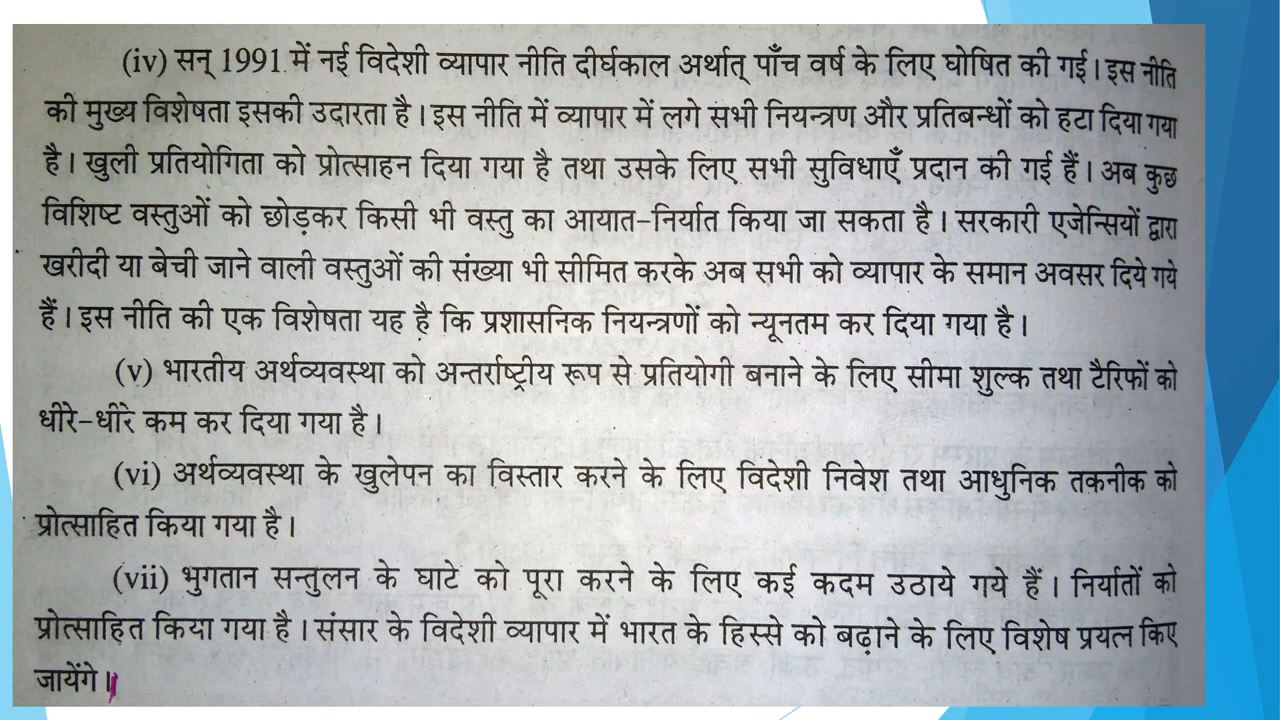 (iv) सन् 1991 में नई विदेशी व्यापार नीति दीर्घकाल अर्थात् पाँच वर्ष के लिए घोषित की गई। इस नीति
की मुख्य विशेषता इसकी उदारता है। इस नीति में व्यापार में लगे सभी नियन्त्रण और प्रतिबन्धों को हटा दिया गया
है। खुली प्रतियोगिता को प्रोत्साहन दिया गया है तथा उसके लिए सभी सुविधाएँ प्रदान की गई हैं। अब कुछ
विशिष्ट वस्तुओं को छोड़कर किसी भी वस्तु का आयात-निर्यात किया जा सकता है। सरकारी एजेन्सियों द्वारा
खरीदी या बेची जाने वाली वस्तुओं की संख्या भी सीमित करके अब सभी को व्यापार के समान अवसर दिये गये
हैं। इस नीति की एक विशेषता यह है कि प्रशासनिक नियन्त्रणों को न्यूनतम कर दिया गया है।
(v) भारतीय अर्थव्यवस्था को अन्तर्राष्ट्रीय रूप से प्रतियोगी बनाने के लिए सीमा शुल्क तथा टैरिफों को
धीरे-धीरे कम कर दिया गया है।
(vi) अर्थव्यवस्था के खुलेपन का विस्तार करने के लिए विदेशी निवेश तथा आधुनिक तकनीक को
प्रोत्साहित किया गया है।
(vii) भुगतान सन्तुलन के घाटे को पूरा करने के लिए कई कदम उठाये गये हैं। निर्यातों को
प्रोत्साहित किया गया है। संसार के विदेशी व्यापार में भारत के हिस्से को बढ़ाने के लिए विशेष प्रयत्न किए
जायेंगे।